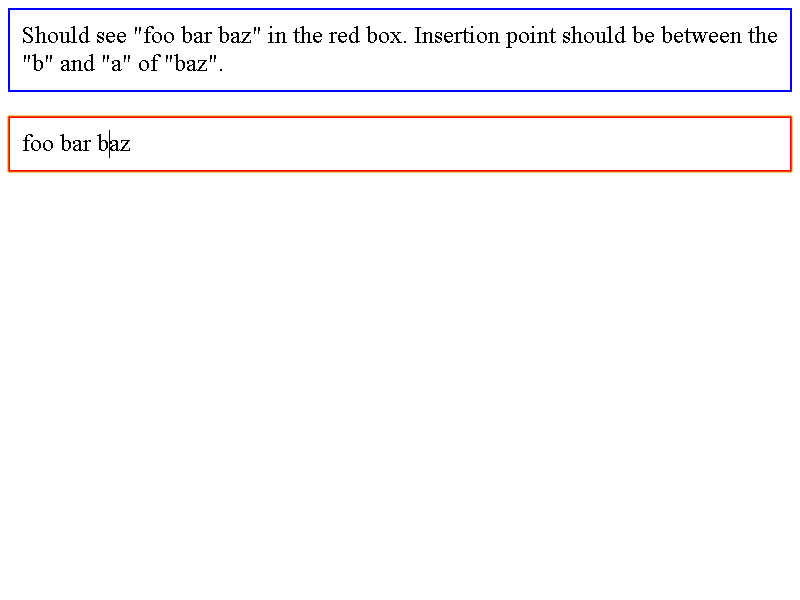 Should see "foo bar baz" in the red box. Insertion point should be between the
"b" and "a" of "baz".
foo bar baz